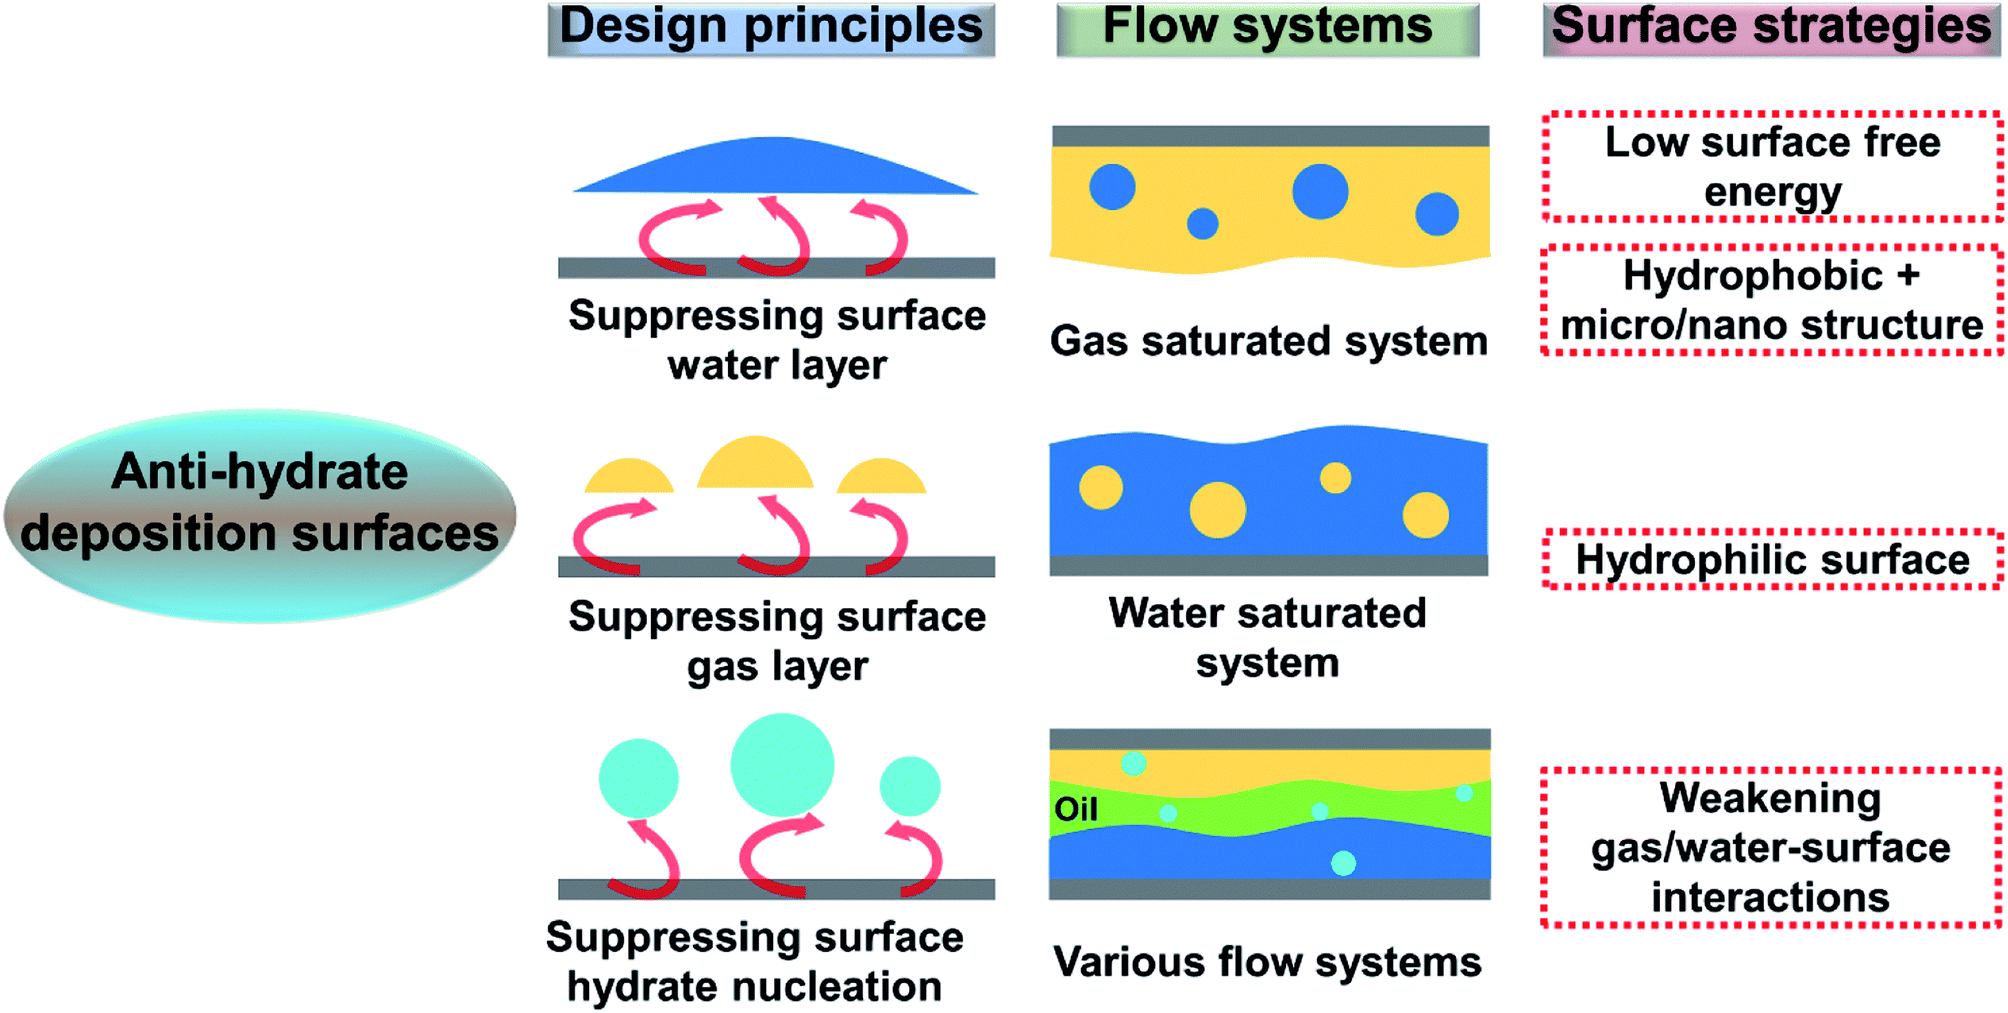 Design principles
Flow systems
Surface strategies
Low surface free
energy
Hydrophobic +
micro/nano structure
Suppressing surface
water layer
Gas saturated system
Anti-hydrate
deposition surfaces
Hydrophilic surface
Suppressing surface
gas layer
Water saturated
system
Oil
Weakening
gas/water-surface
interactions
Suppressing surface
hydrate nucleation
Various flow systems